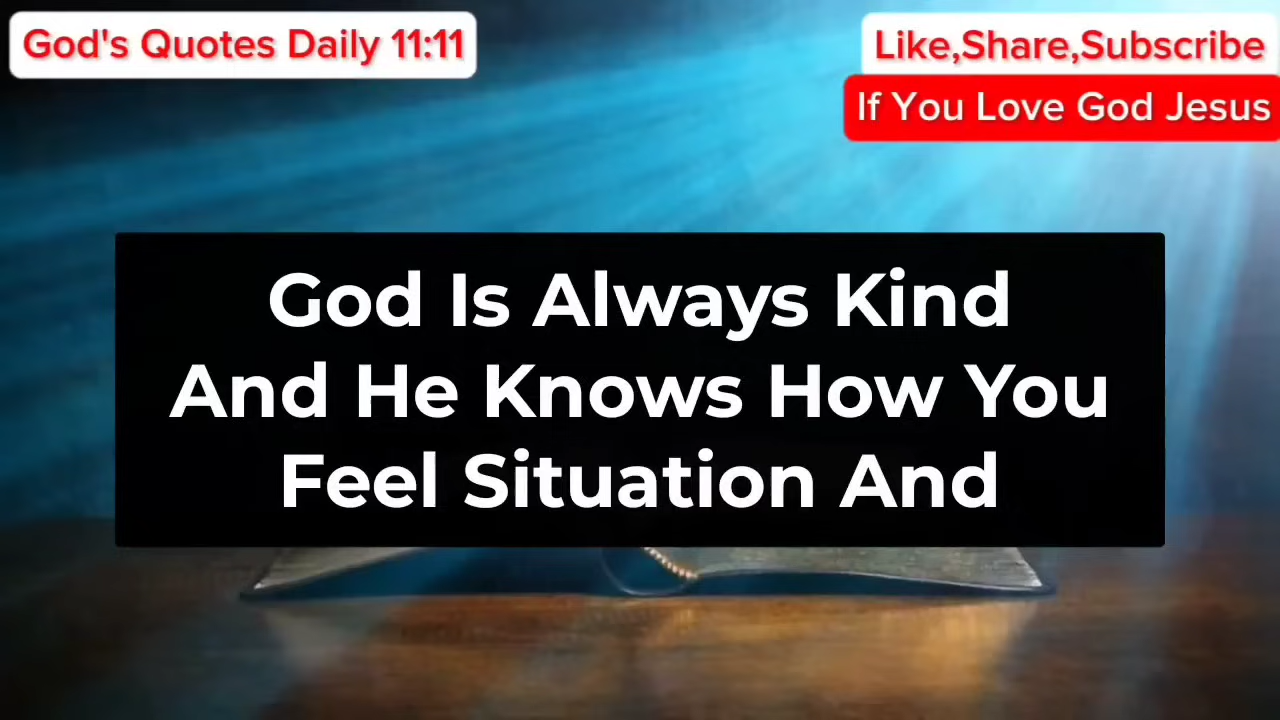 God's Quotes Daily 11:11
Like,Share,Subscribe
If You Love God Jesus
God Is Always Kind
And He Knows How You
Feel Situation And